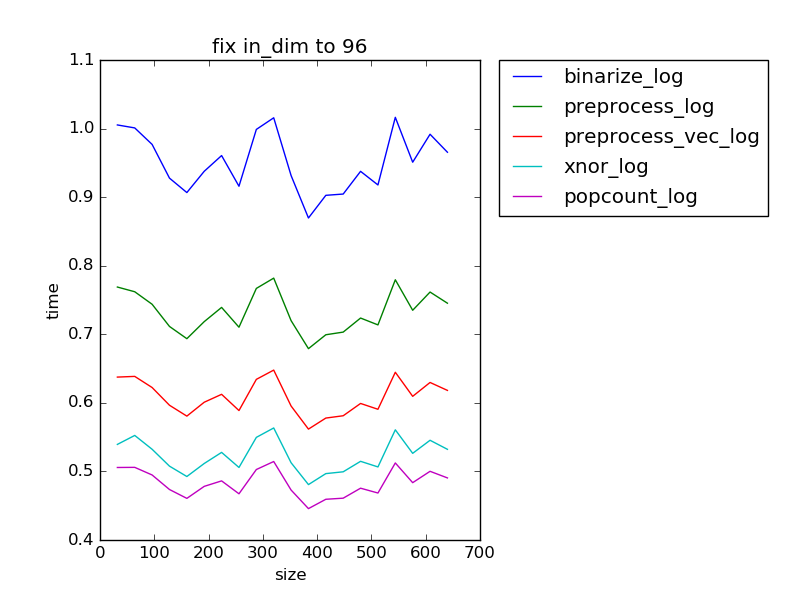 fix in_dim to 96
1.1
1.0
0.9
0.8
0.7
0.6
0.5
0.4
time
0 100 200 300 400 500 600 700
size
binarize_log
preprocess_log
preprocess_vec_log
xnor_log
popcount_log